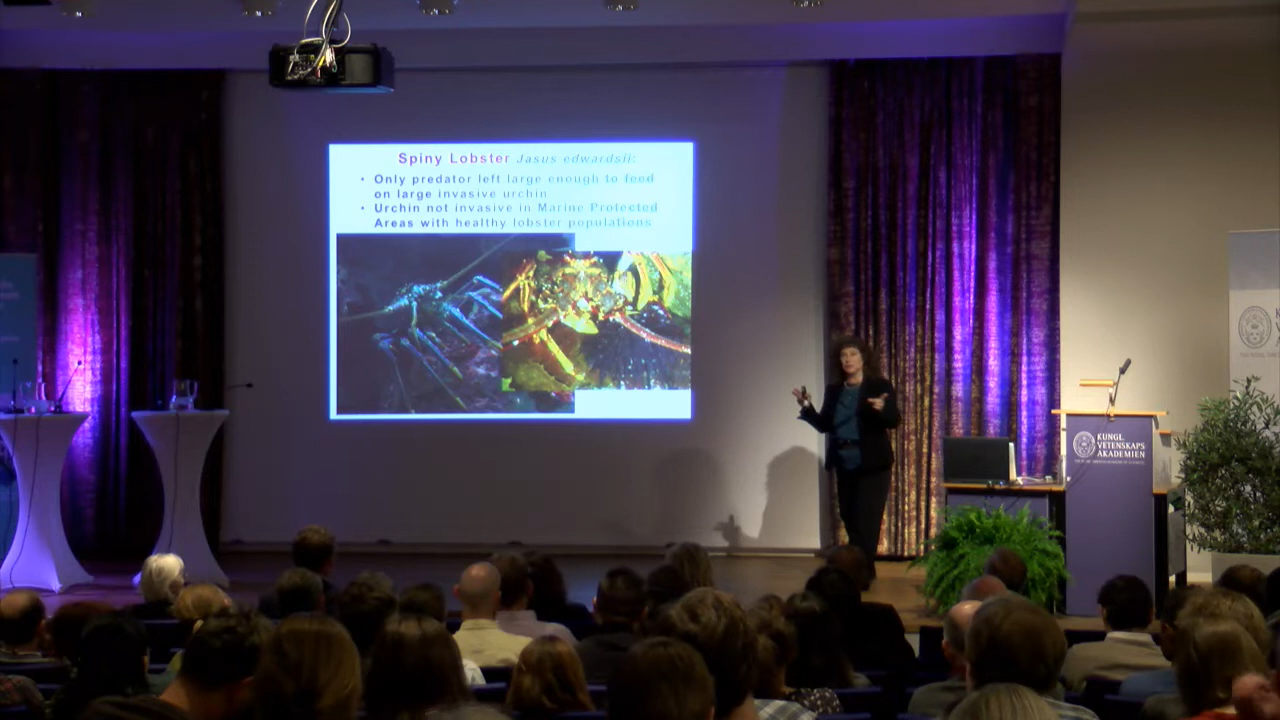 Spiny Lobster Jasus edwardsii:
• Only predator left large enough to feed
on large invasive urchin
• Urchin not invasive in Marine Protected
Areas with healthy lobster populations
KUNGL.
VETENSKAPS
AKADEMIEN